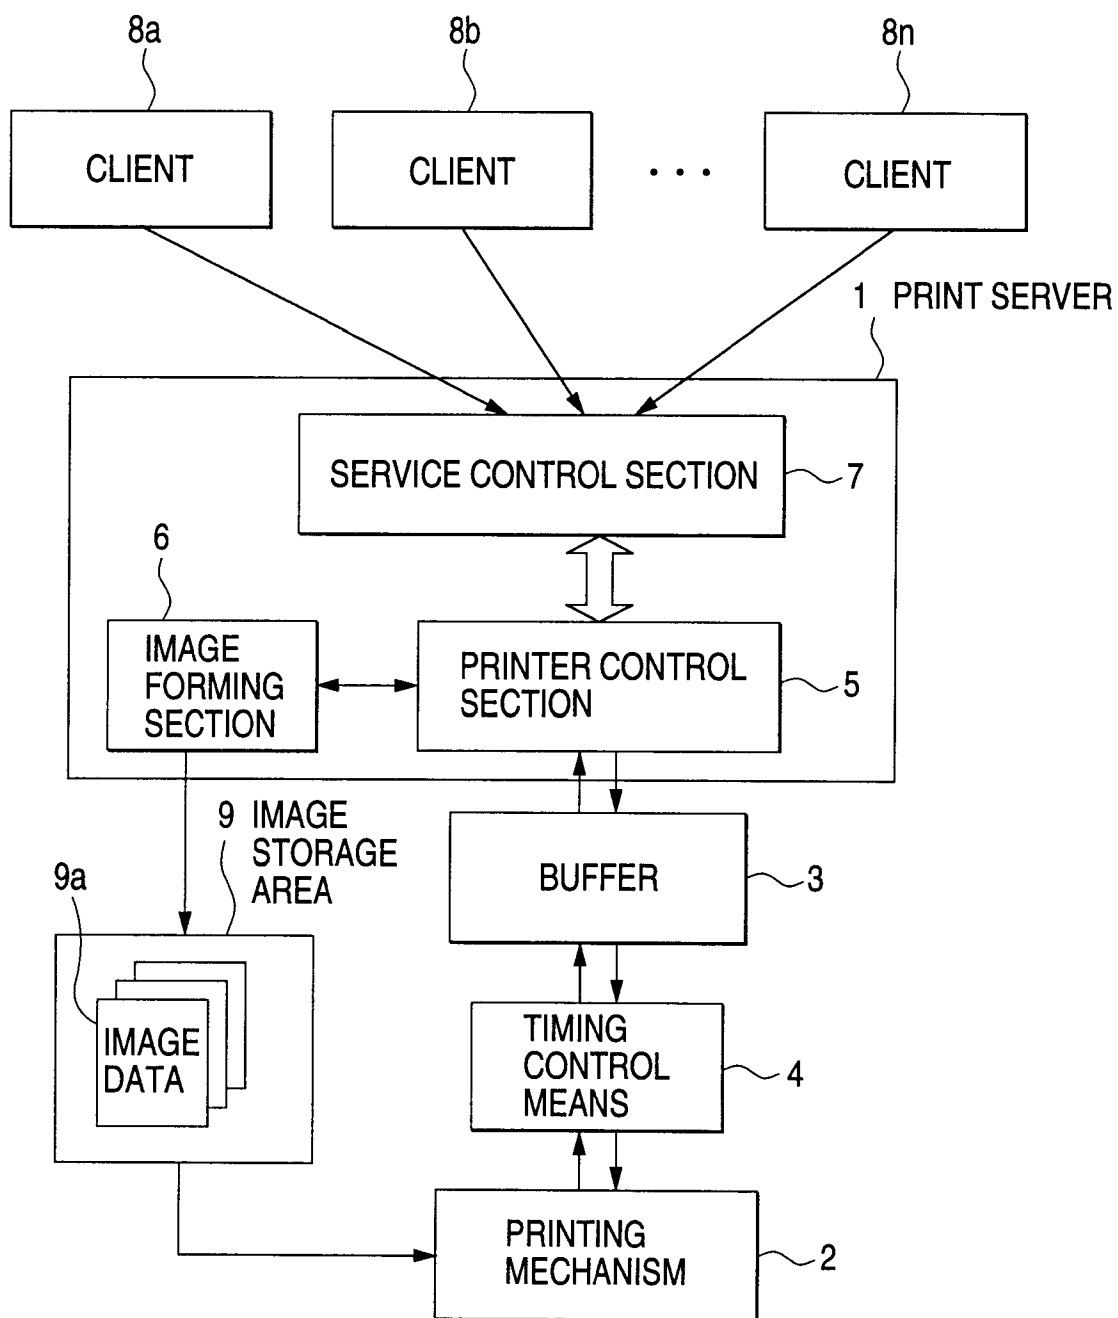 8a
8b
8n
CLIENT
CLIENT
. . .
CLIENT
1 PRINT SERVER
SERVICE CONTROL SECTION
7
6
IMAGE
FORMING
SECTION
PRINTER CONTROL
SECTION
5
9 IMAGE
STORAGE
AREA
BUFFER
3
9a
IMAGE
DATA
TIMING
CONTROL
MEANS
4
PRINTING
MECHANISM
2